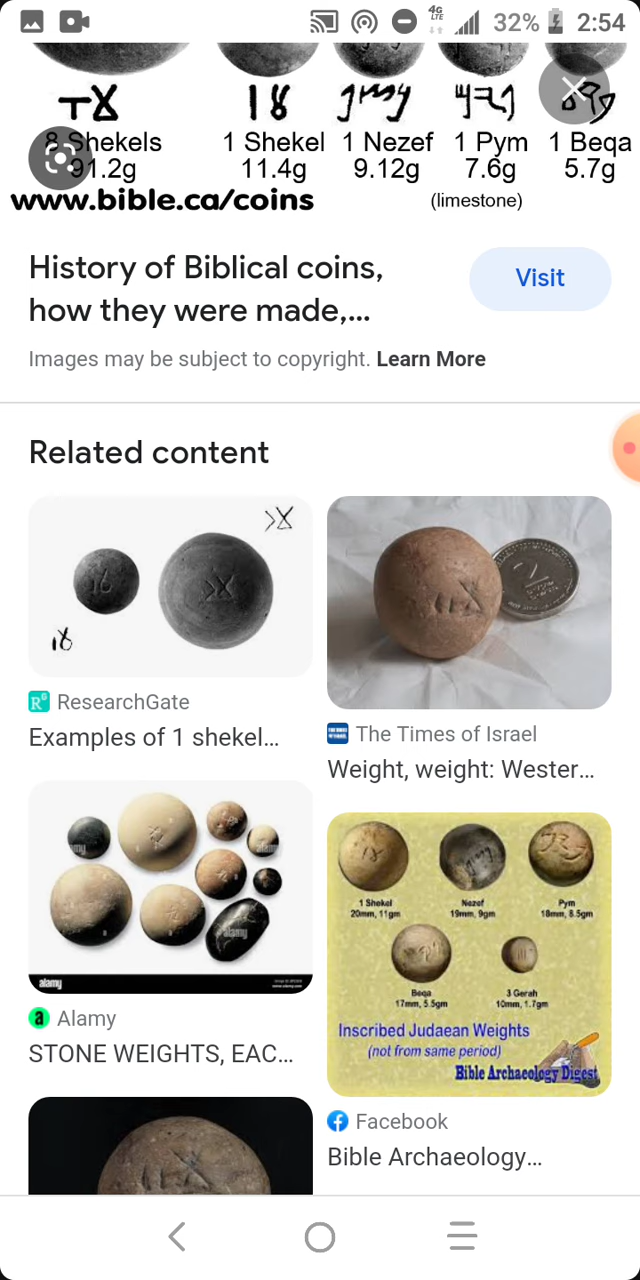 4G
LTE
32%
2:54
8 Shekels
91.2g
1 Shekel
11.4g
1 Nezef
9.12g
1 Pym
7.6g
(limestone)
1 Beqa
5.7g
www.bible.ca/coins
History of Biblical coins,
how they were made,...
Visit
Images may be subject to copyright. Learn More
Related content
ResearchGate
Examples of 1 shekel...
The Times of Israel
Weight, weight: Wester...
alamy
Alamy
STONE WEIGHTS, EAC...
1 Shekel
20mm, 11gm
Nezef
19mm, 9gm
Pym
18mm, 8.5gm
Beqa
17mm, 5.5gm
3 Gerah
10mm, 1.7gm
Inscribed Judaean Weights
(not from same period)
Bible Archaeology Digest
Facebook
Bible Archaeology...